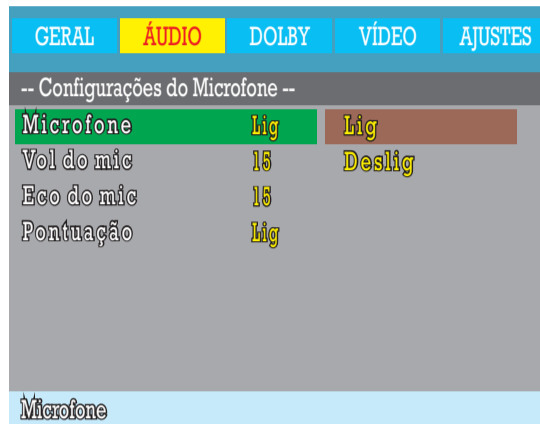 GERAL ÁUDIO DOLBY VÍDEO AJUSTES
-- Configurações do Microfone --
Microfone Lig Lig
Vol do mic 15 Deslig
Eco do mic 15
Pontuação Lig
Microfone